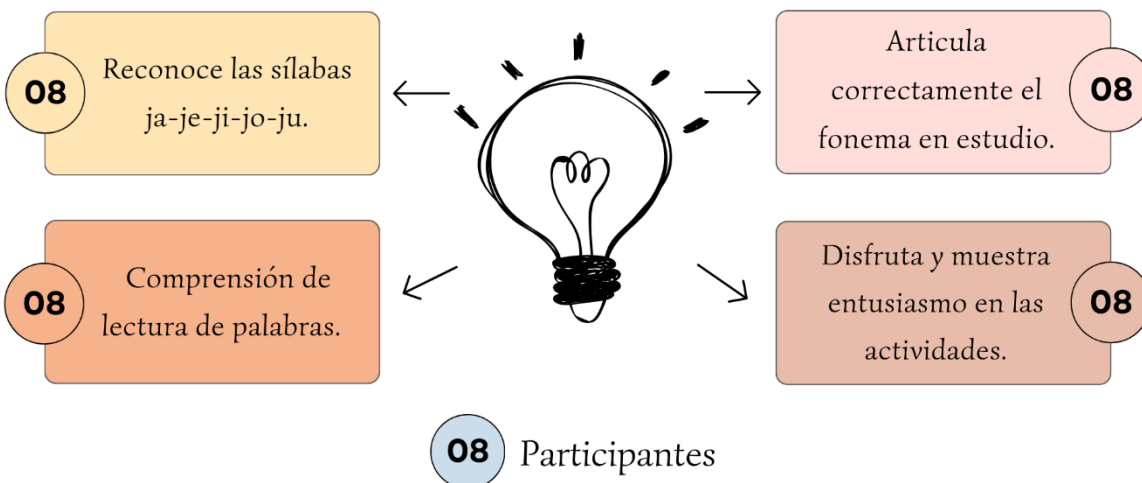 08
Reconoce las sílabas
ja-je-ji-jo-ju.
Articula
correctamente el
fonema en estudio.
08
08
Comprensión de
lectura de palabras.
Disfruta y muestra
entusiasmo en las
actividades.
08
08 Participantes